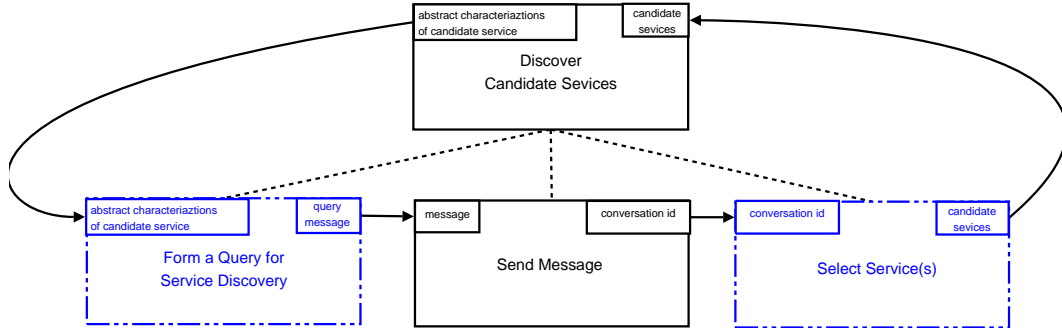 abstract characteriaztions
of candidate service
candidate
sevices
Discover
Candidate Sevices
abstract characteriaztions
of candidate service
query
message
Form a Query for
Service Discovery
message
conversation id
Send Message
conversation id
candidate
sevices
Select Service(s)